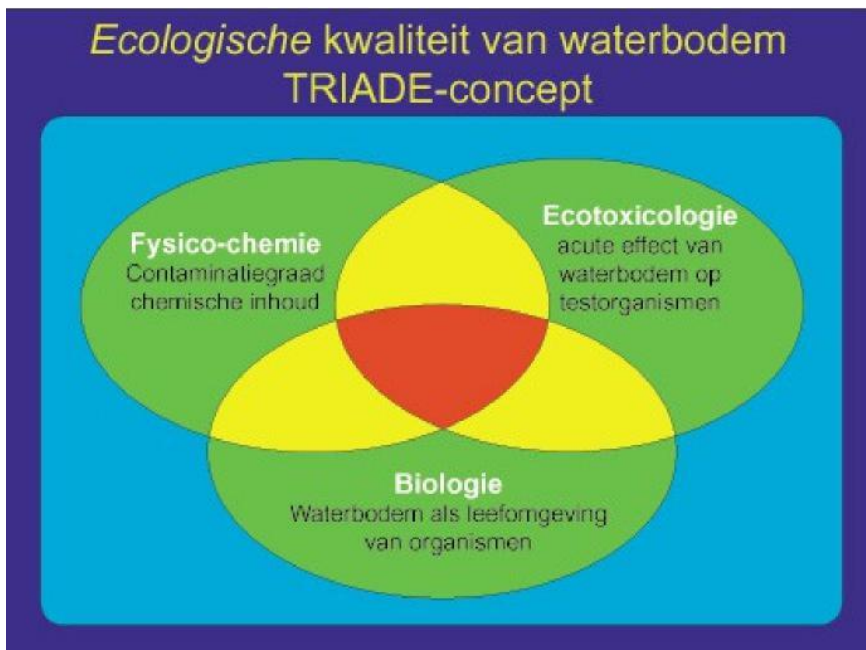 Ecologische kwaliteit van waterbodem
TRIADE-concept
Fysico-chemie
Contaminatiegraad
chemische inhoud
Ecotoxicologie
acute effect van
waterbodem op
testorganismen
Biologie
Waterbodem als leefomgeving
van organismen